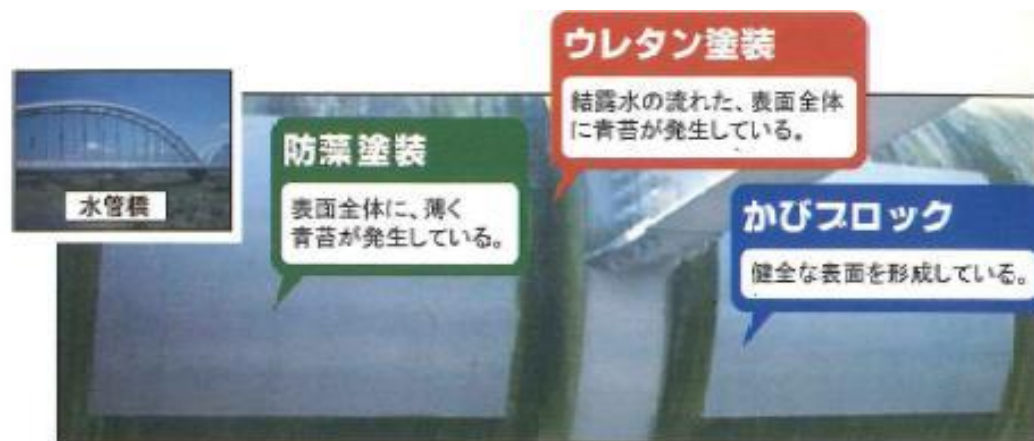 水管橋
防藻塗装
表面全体に、薄く
青苔が発生している。
ウレタン塗装
結露水の流れた、表面全体
に青苔が発生している。
かびブロック
健全な表面を形成している。